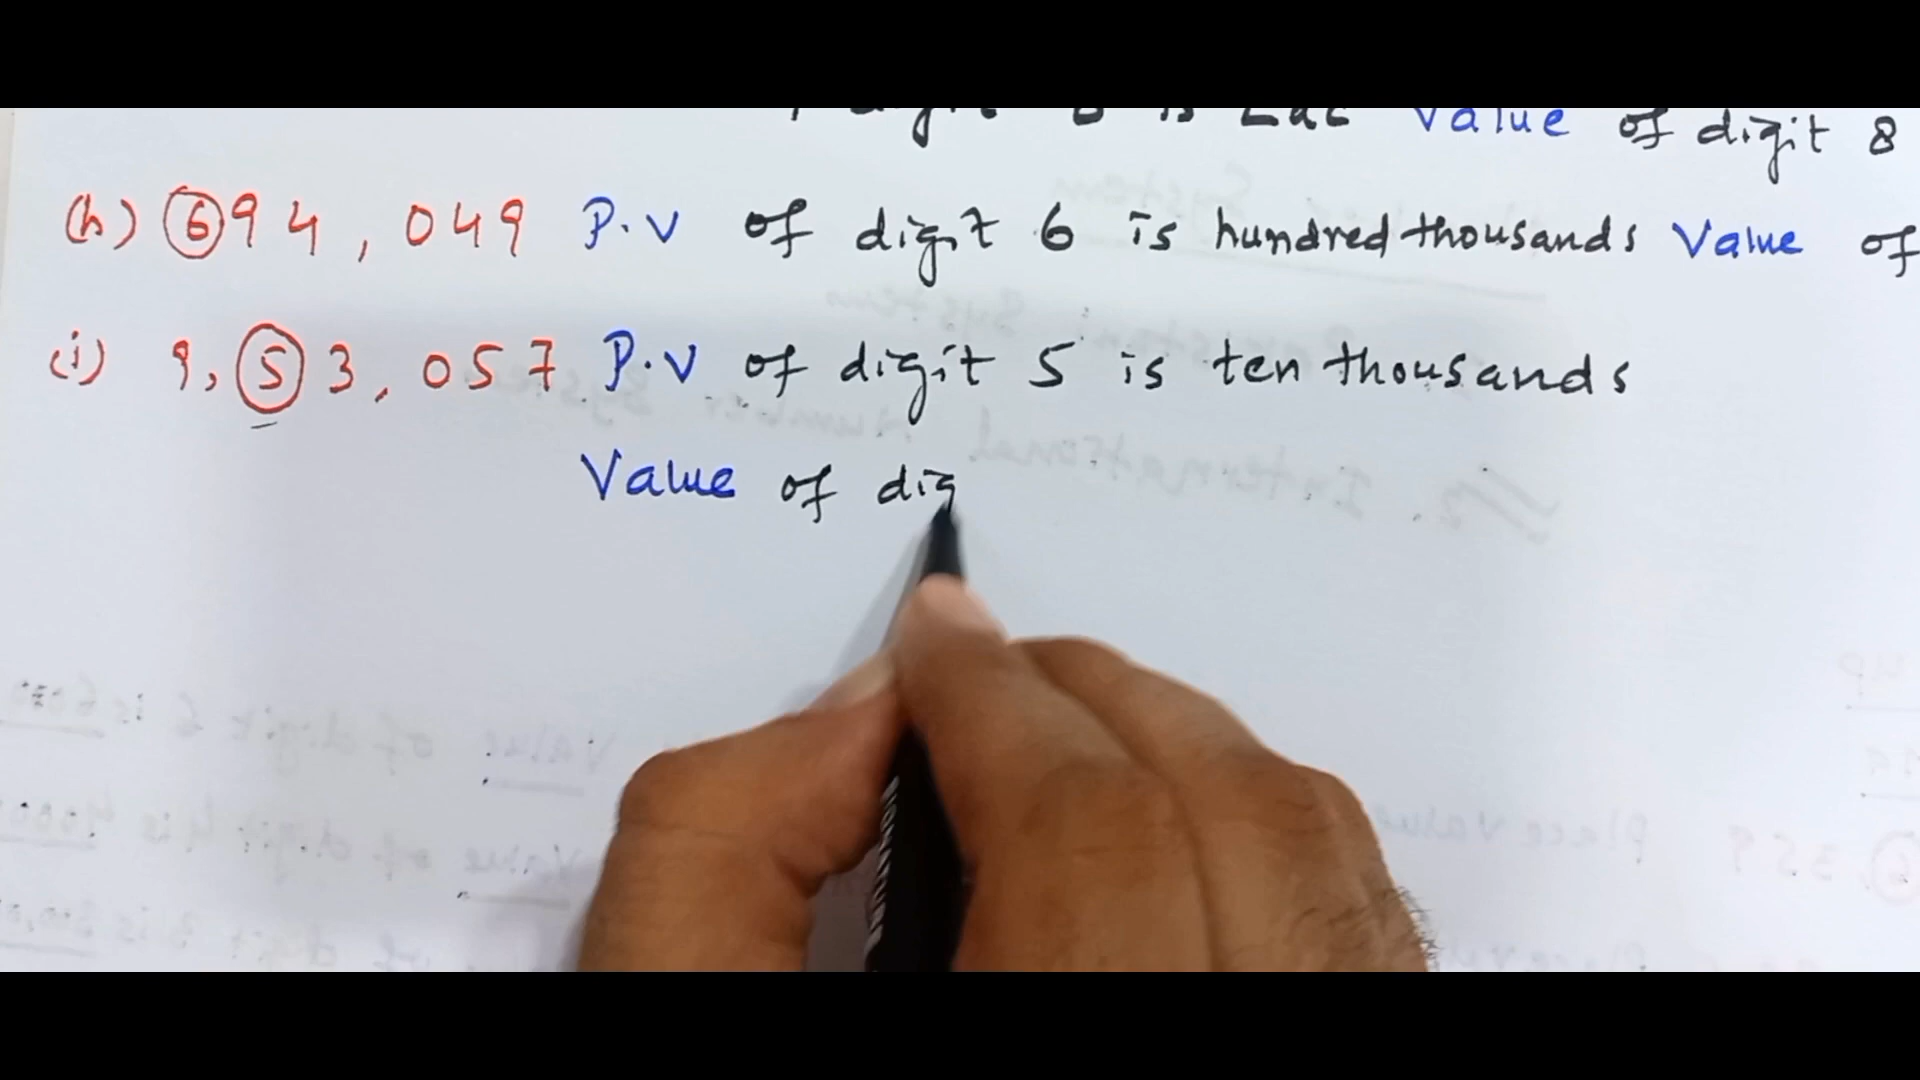 Value of digit 8
(h) 694,049 P.V of digit 6 is hundred thousands Value of
(i) 9,53,057 P.V of digit 5 is ten thousands
Value of dig